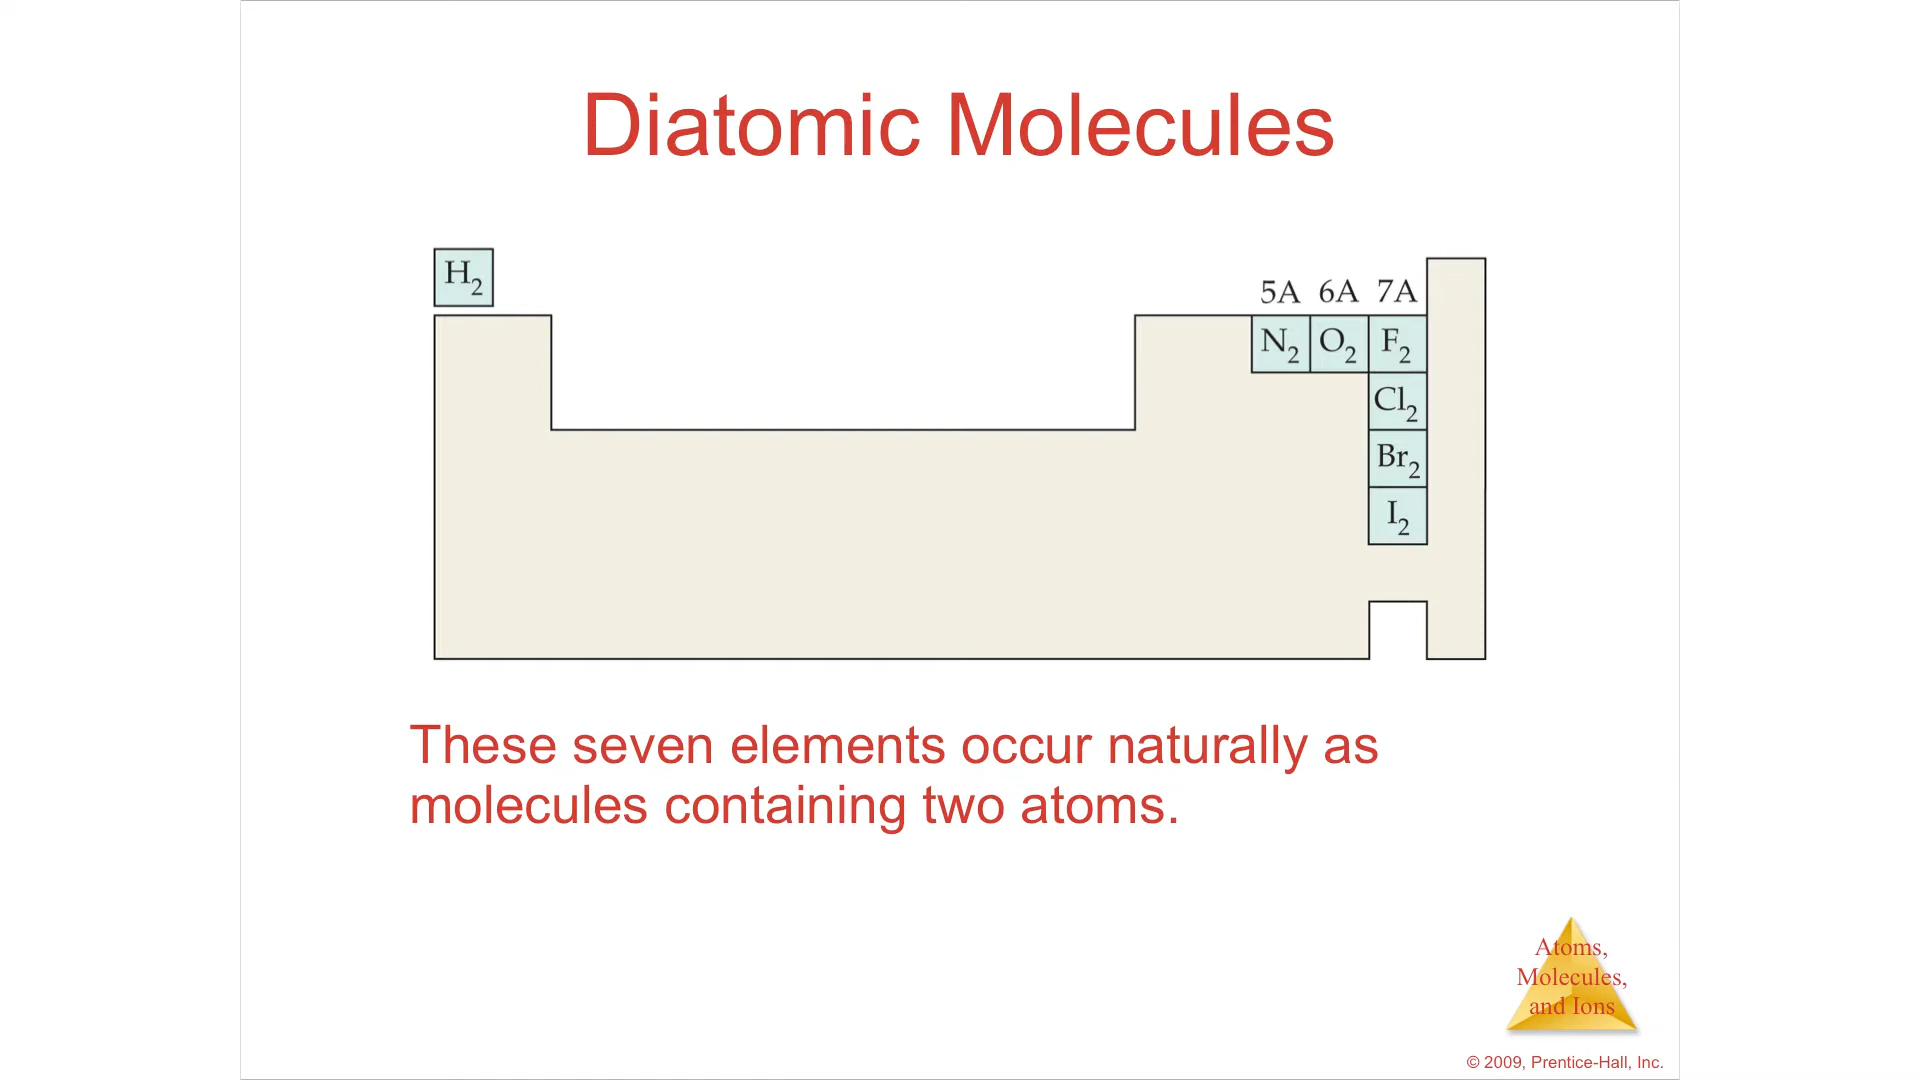 Diatomic Molecules
H₂
5A 6A 7A
N₂ O₂ F₂
Cl₂
Br₂
I₂
These seven elements occur naturally as
molecules containing two atoms.
Atoms,
Molecules,
and Ions
© 2009, Prentice-Hall, Inc.